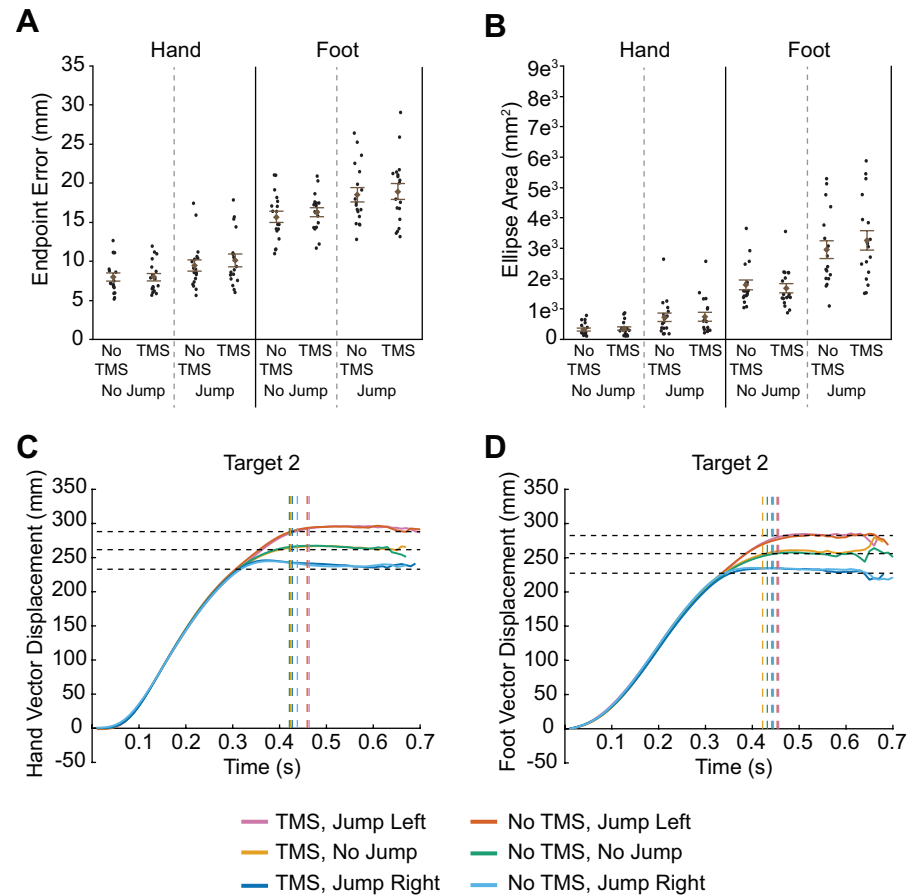 A
Hand Foot
Endpoint Error (mm)
35
30
25
20
15
10
5
0
No TMS No TMS No TMS No TMS
TMS TMS TMS TMS
No Jump Jump No Jump Jump
B
Hand Foot
Ellipse Area (mm²)
9e³
8e³
7e³
6e³
5e³
4e³
3e³
2e³
1e³
0
No TMS No TMS No TMS No TMS
TMS TMS TMS TMS
No Jump Jump No Jump Jump
C
Target 2
Hand Vector Displacement (mm)
350
300
250
200
150
100
50
0
-50
0.1 0.2 0.3 0.4 0.5 0.6 0.7
Time (s)
D
Target 2
Foot Vector Displacement (mm)
350
300
250
200
150
100
50
0
-50
0.1 0.2 0.3 0.4 0.5 0.6 0.7
Time (s)
TMS, Jump Left No TMS, Jump Left
TMS, No Jump No TMS, No Jump
TMS, Jump Right No TMS, Jump Right